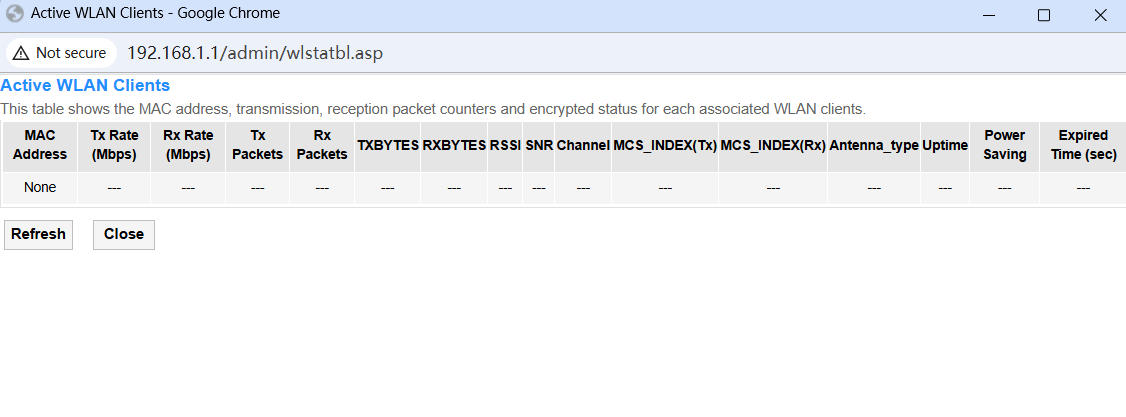 Active WLAN Clients - Google Chrome
Not secure 192.168.1.1/admin/wlstatbl.asp
Active WLAN Clients
This table shows the MAC address, transmission, reception packet counters and encrypted status for each associated WLAN clients.
MAC Address Tx Rate (Mbps) Rx Rate (Mbps) Tx Packets Rx Packets TXBYTES RXBYTES RSSI SNR Channel MCS_INDEX(Tx) MCS_INDEX(Rx) Antenna_type Uptime Power Saving Expired Time (sec)
None --- --- --- --- --- --- --- --- --- --- --- --- --- --- ---
Refresh Close